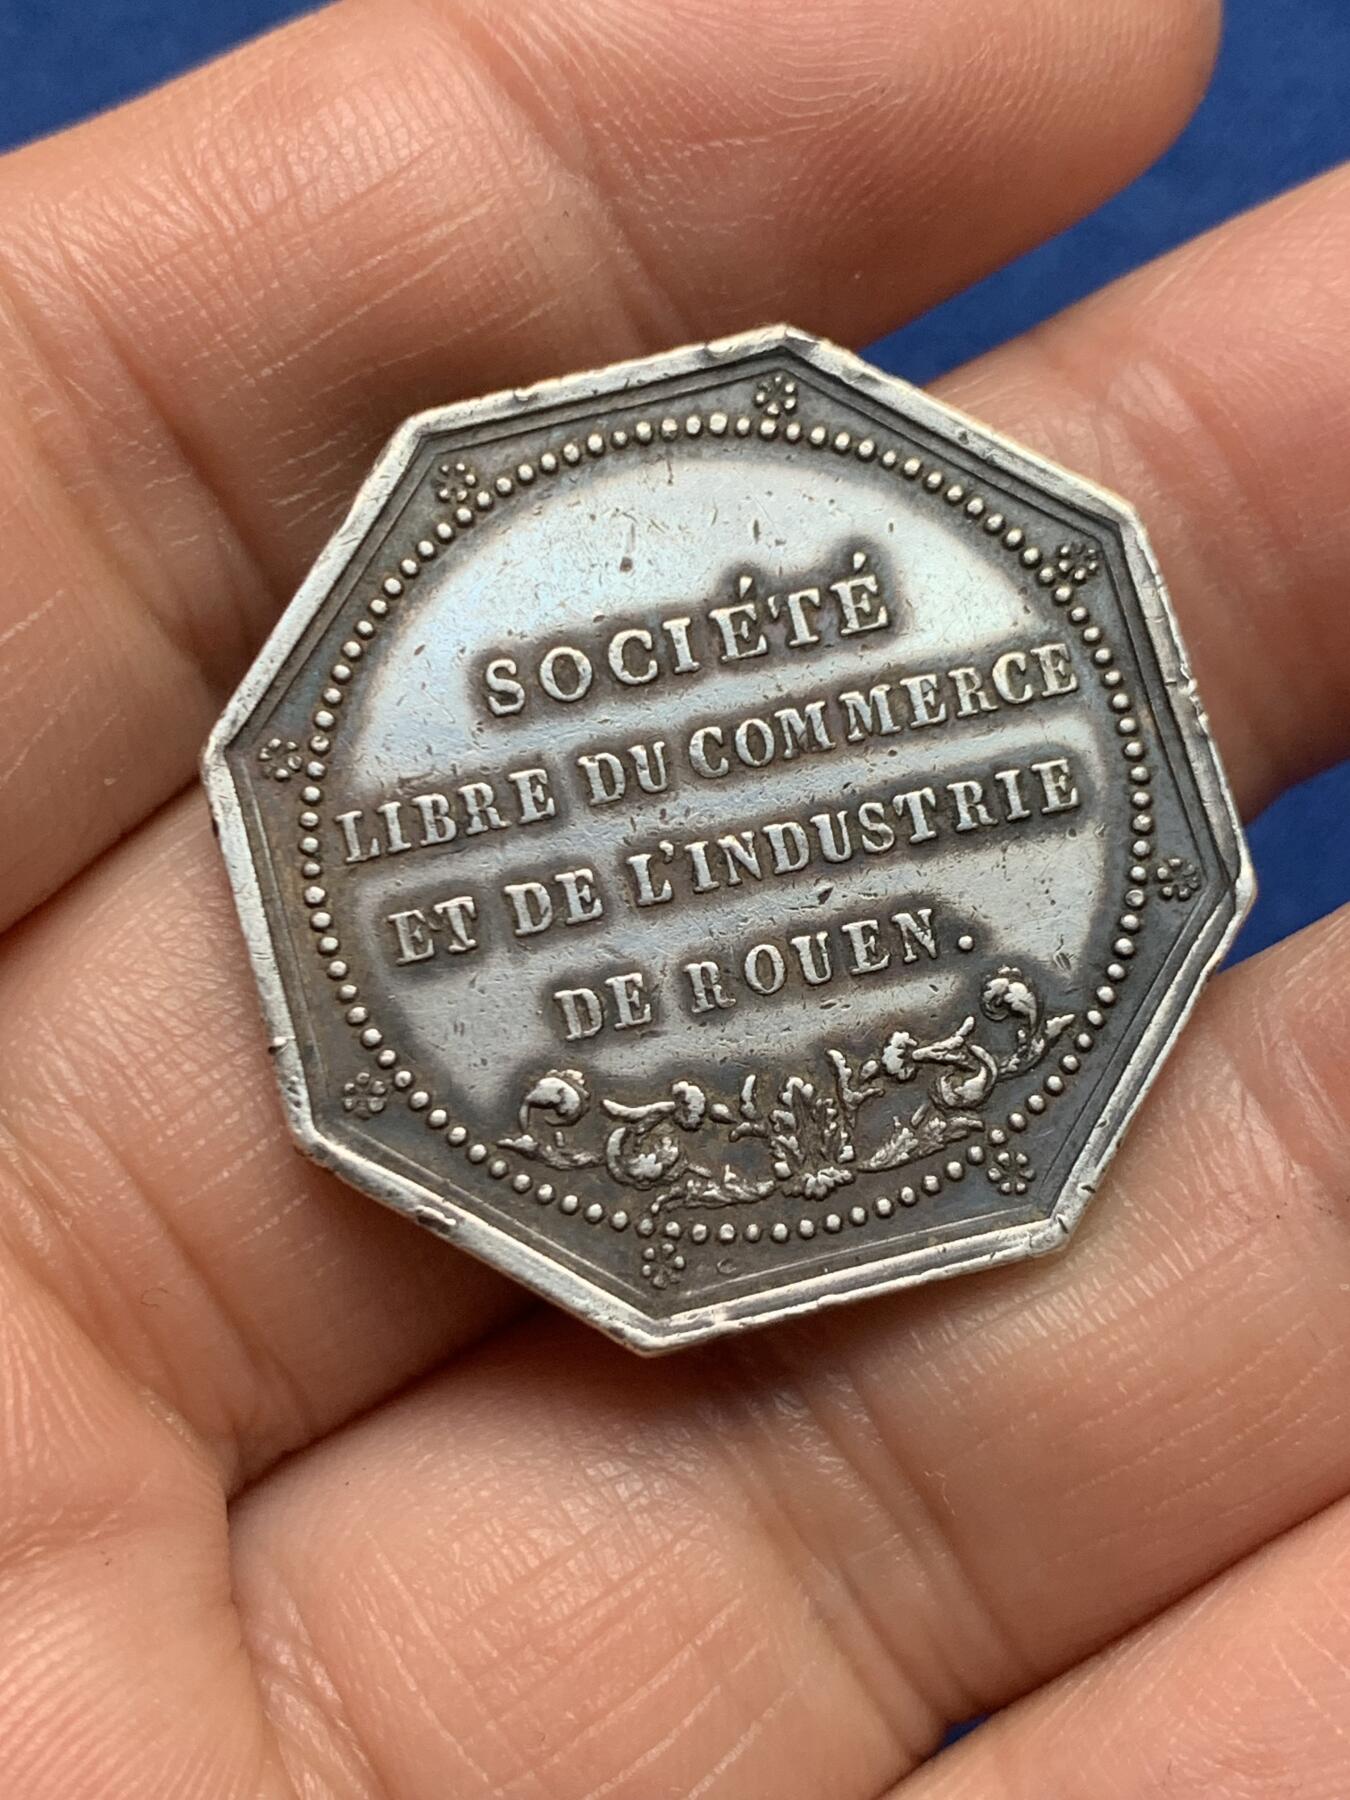 SOCIÉTÉ
LIBRE DU COMMERCE
ET DE L'INDUSTRIE
DE ROUEN.